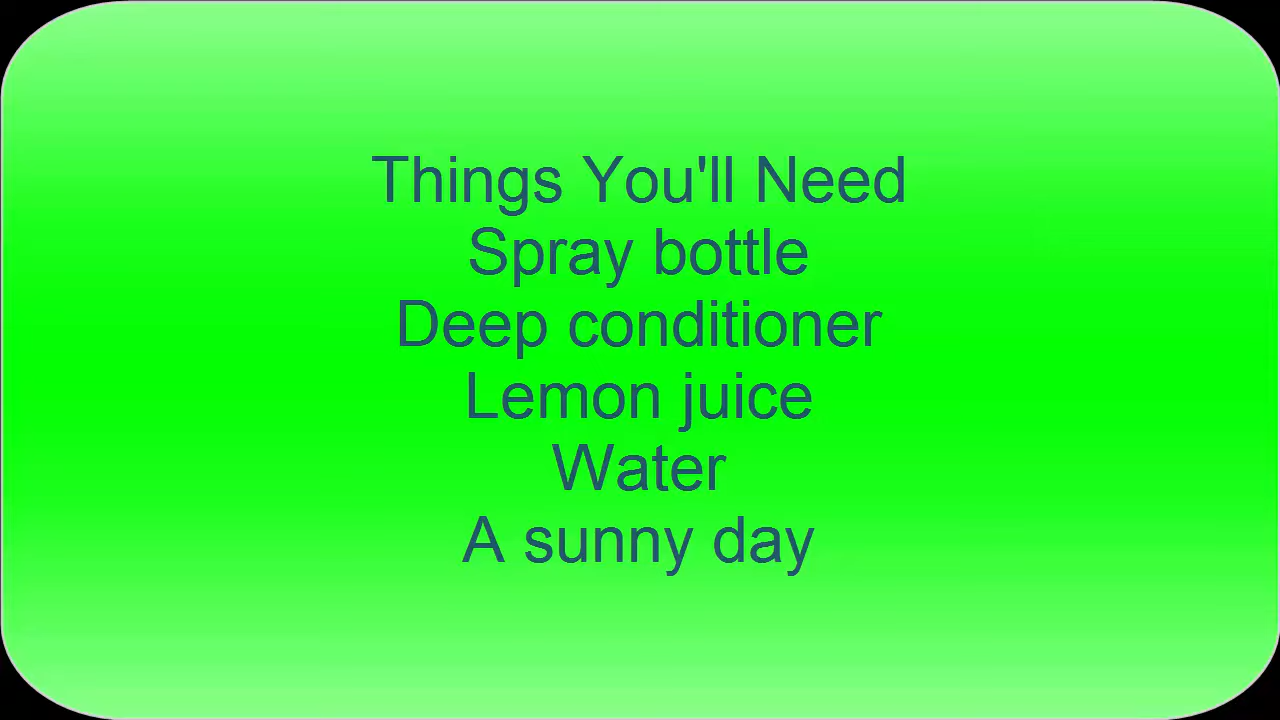 Things You'll Need
Spray bottle
Deep conditioner
Lemon juice
Water
A sunny day